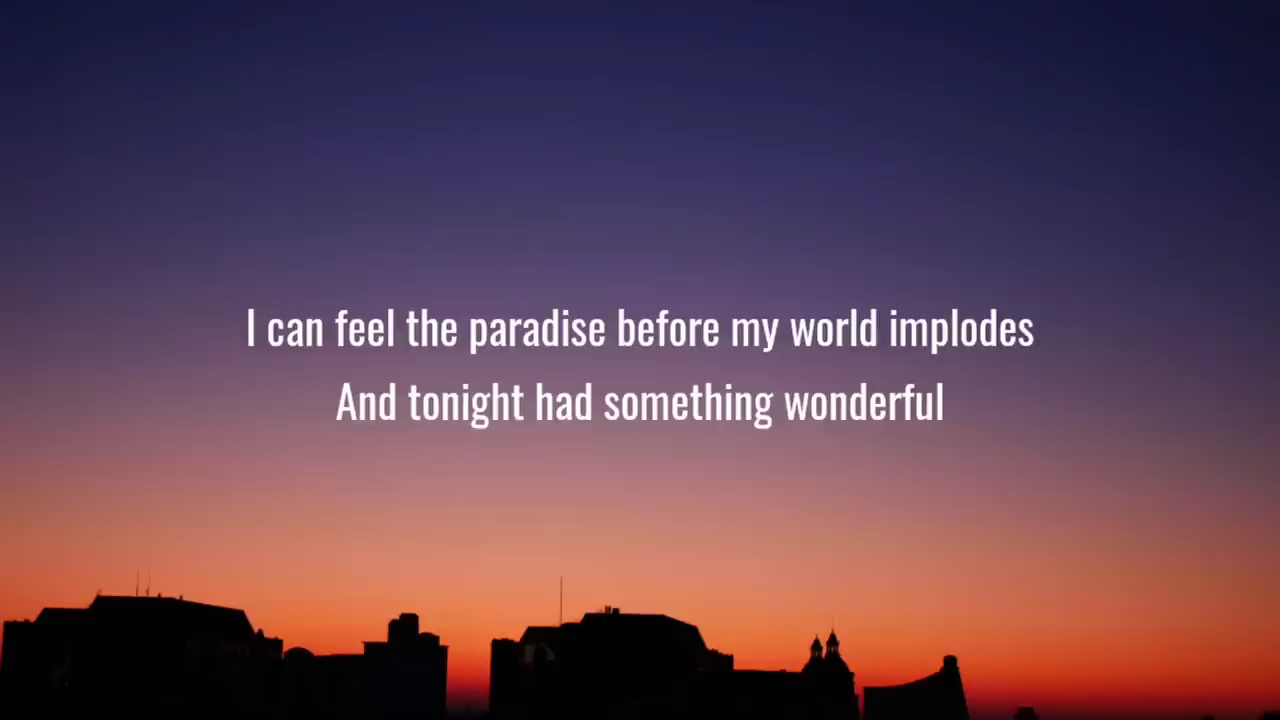 I can feel the paradise before my world implodes
And tonight had something wonderful